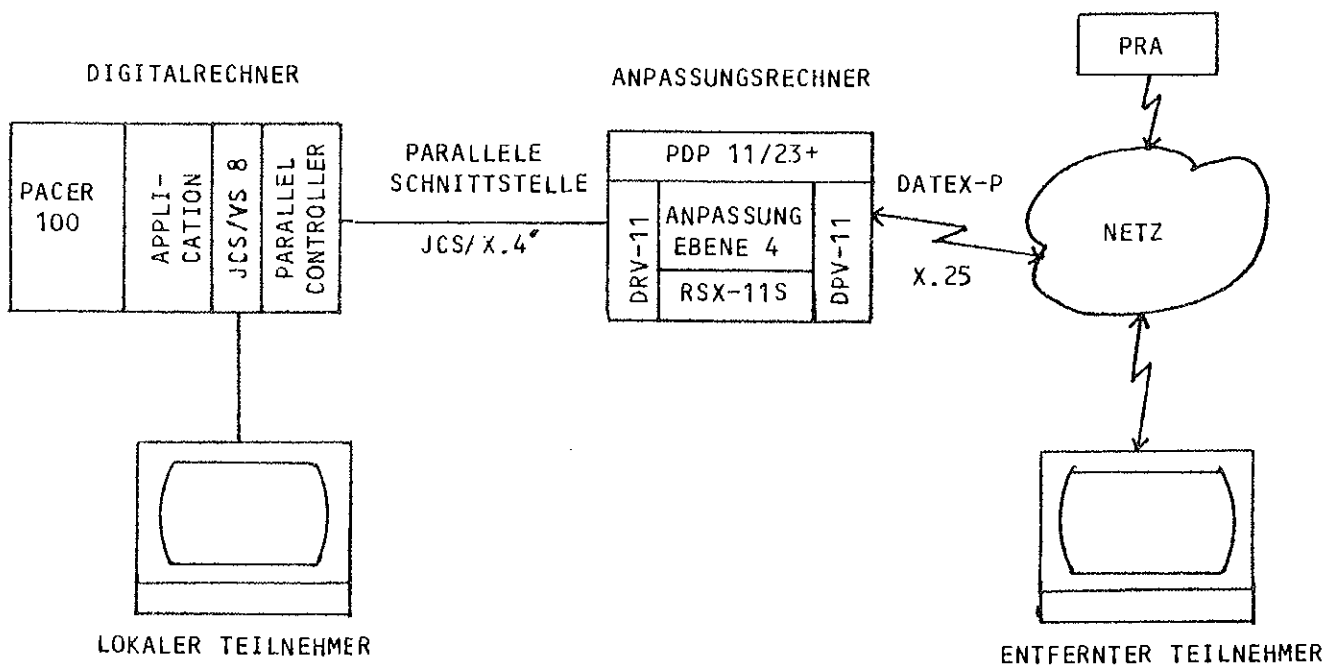 PRA
DIGITALRECHNER
ANPASSUNGSRECHNER
PACER
100
APPLI-
CATION
JCS/VS 8
PARALLEL
CONTROLLER
PARALLELE
SCHNITTSTELLE
JCS/X.4
PDP 11/23+
DRV-11
ANPASSUNG
EBENE 4
RSX-11S
DPV-11
DATEX-P
X.25
NETZ
LOKALER TEILNEHMER
ENTFERNTER TEILNEHMER